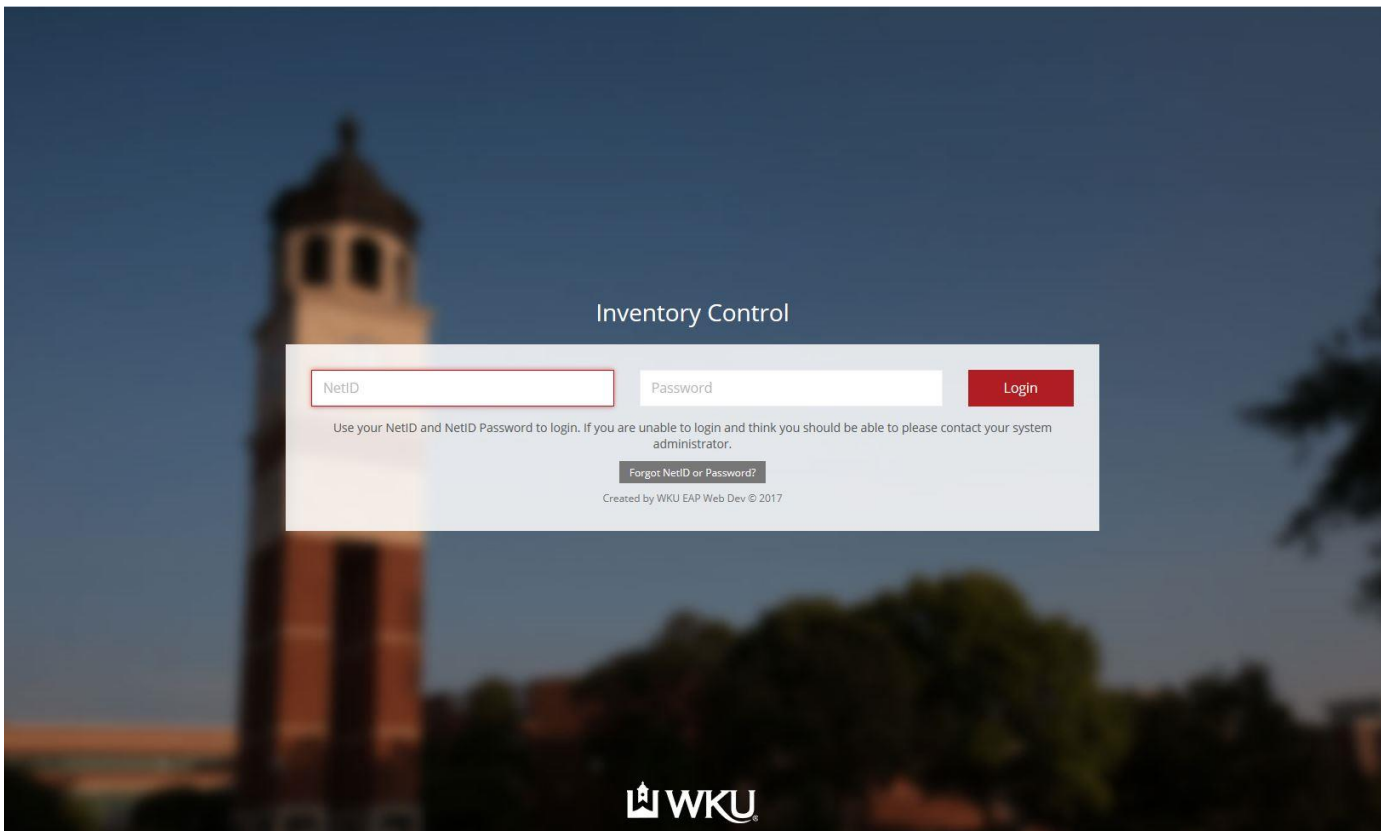 Inventory Control
NetID
Password
Login
Use your NetID and NetID Password to login. If you are unable to login and think you should be able to please contact your system
administrator.
Forgot NetID or Password?
Created by WKU EAP Web Dev © 2017
WKU®